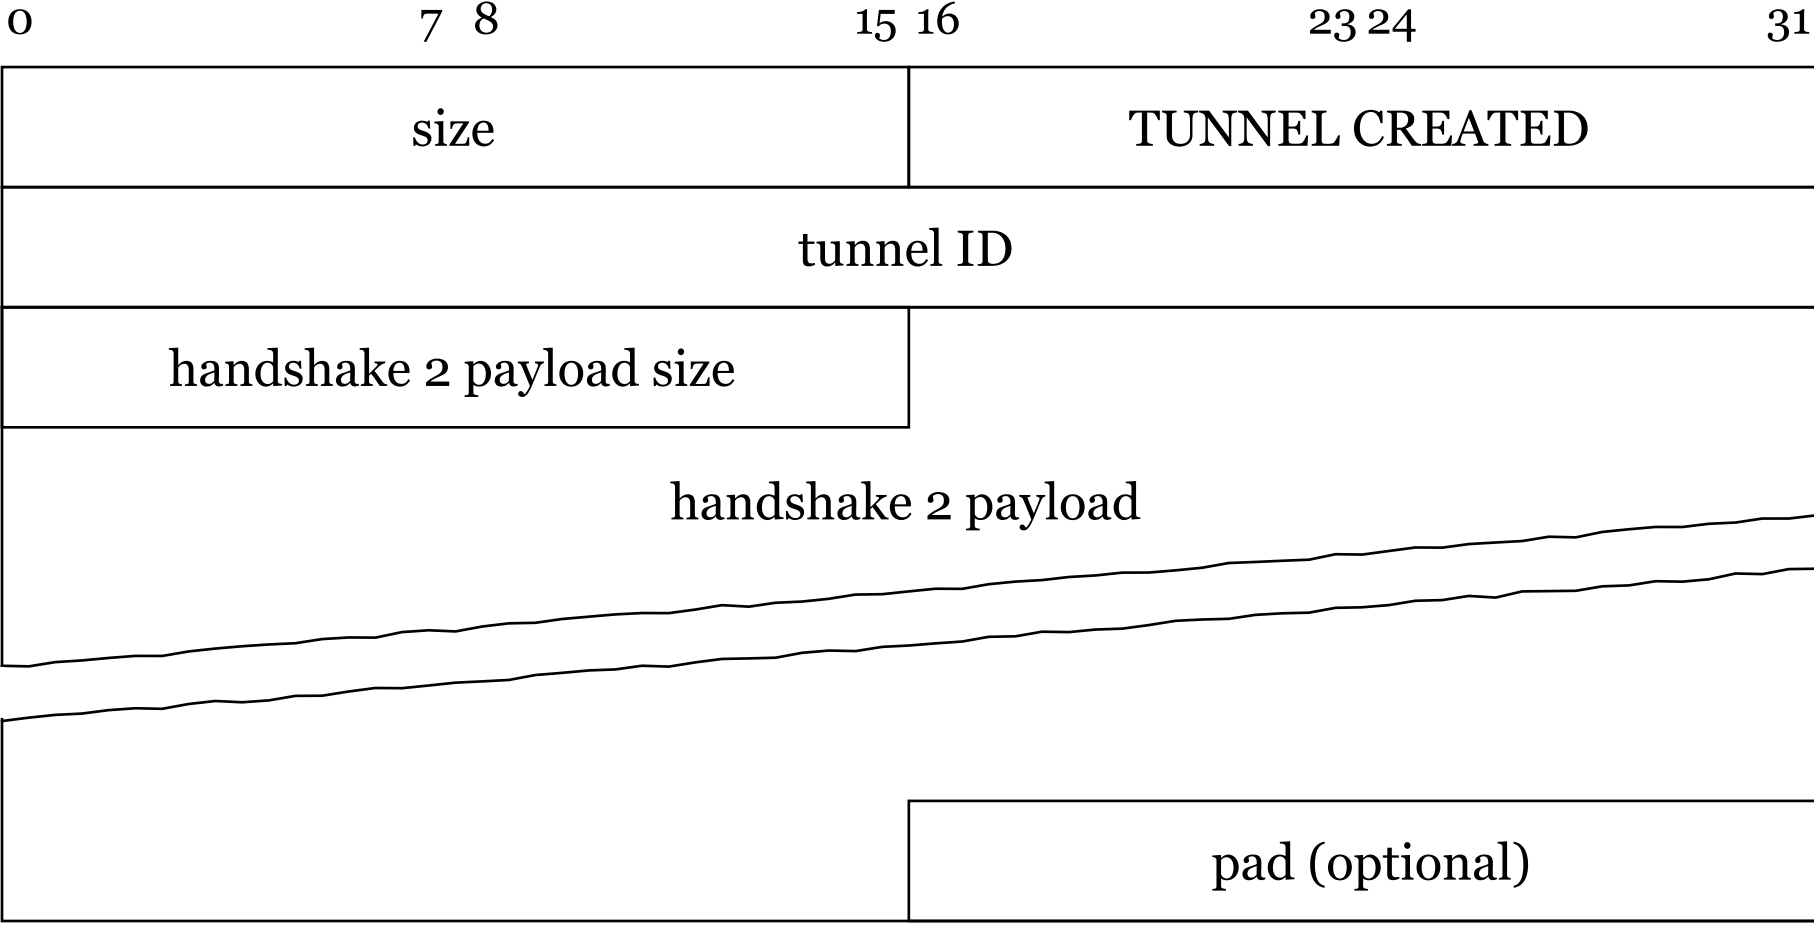 0 7 8 15 16 23 24 31
size TUNNEL CREATED
tunnel ID
handshake 2 payload size
handshake 2 payload
pad (optional)